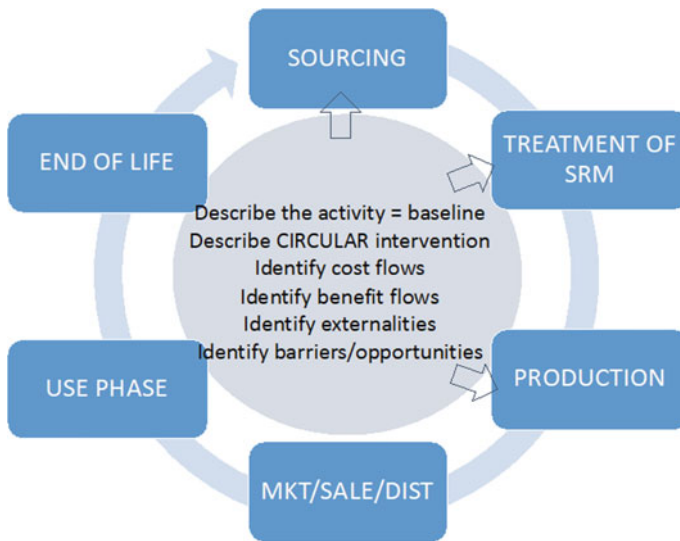 SOURCING
TREATMENT OF
SRM
PRODUCTION
MKT/SALE/DIST
USE PHASE
END OF LIFE
Describe the activity = baseline
Describe CIRCULAR intervention
Identify cost flows
Identify benefit flows
Identify externalities
Identify barriers/opportunities